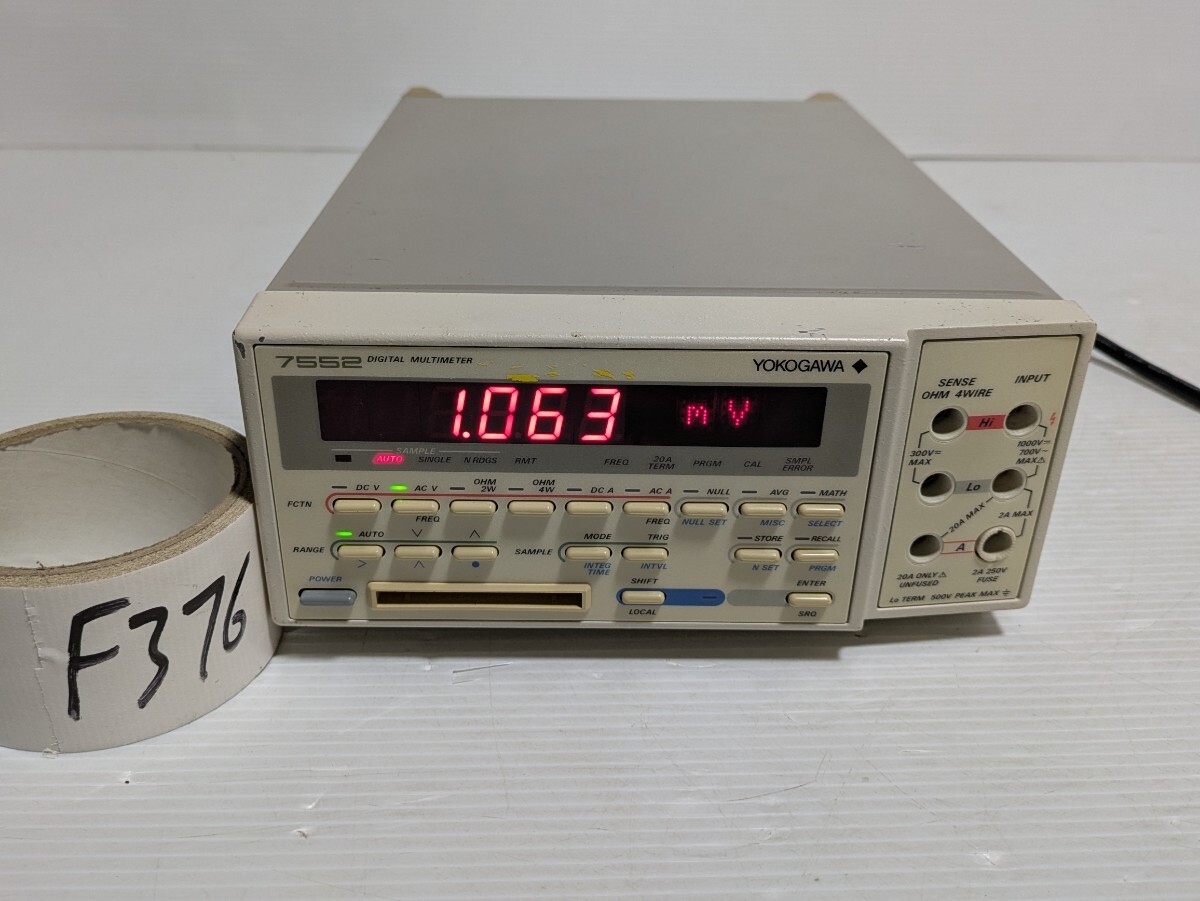 7552 DIGITAL MULTIMETER
YOKOGAWA
1.063 mV
SAMPLE
AUTO SINGLE N RDGS RMT FREQ 20A TERM PRGM CAL SMPL ERROR
FCTN DC V AC V OHM 2W OHM 4W DC A AC A NULL AVG MATH
FREQ FREQ NULL SET MISC SELECT
RANGE AUTO ∨ ∧ SAMPLE MODE TRIG STORE RECALL
> ∧ • INTEG TIME INTVL N SET PRGM
POWER SHIFT ENTER
LOCAL SRQ
SENSE
OHM 4WIRE
INPUT
Hi
300V⎓
MAX
1000V⎓
700V~
MAX⚠
Lo
20A MAX
2A MAX
A
20A ONLY ⚠
UNFUSED
2A 250V
FUSE
Lo TERM 500V PEAK MAX ⏚
F376